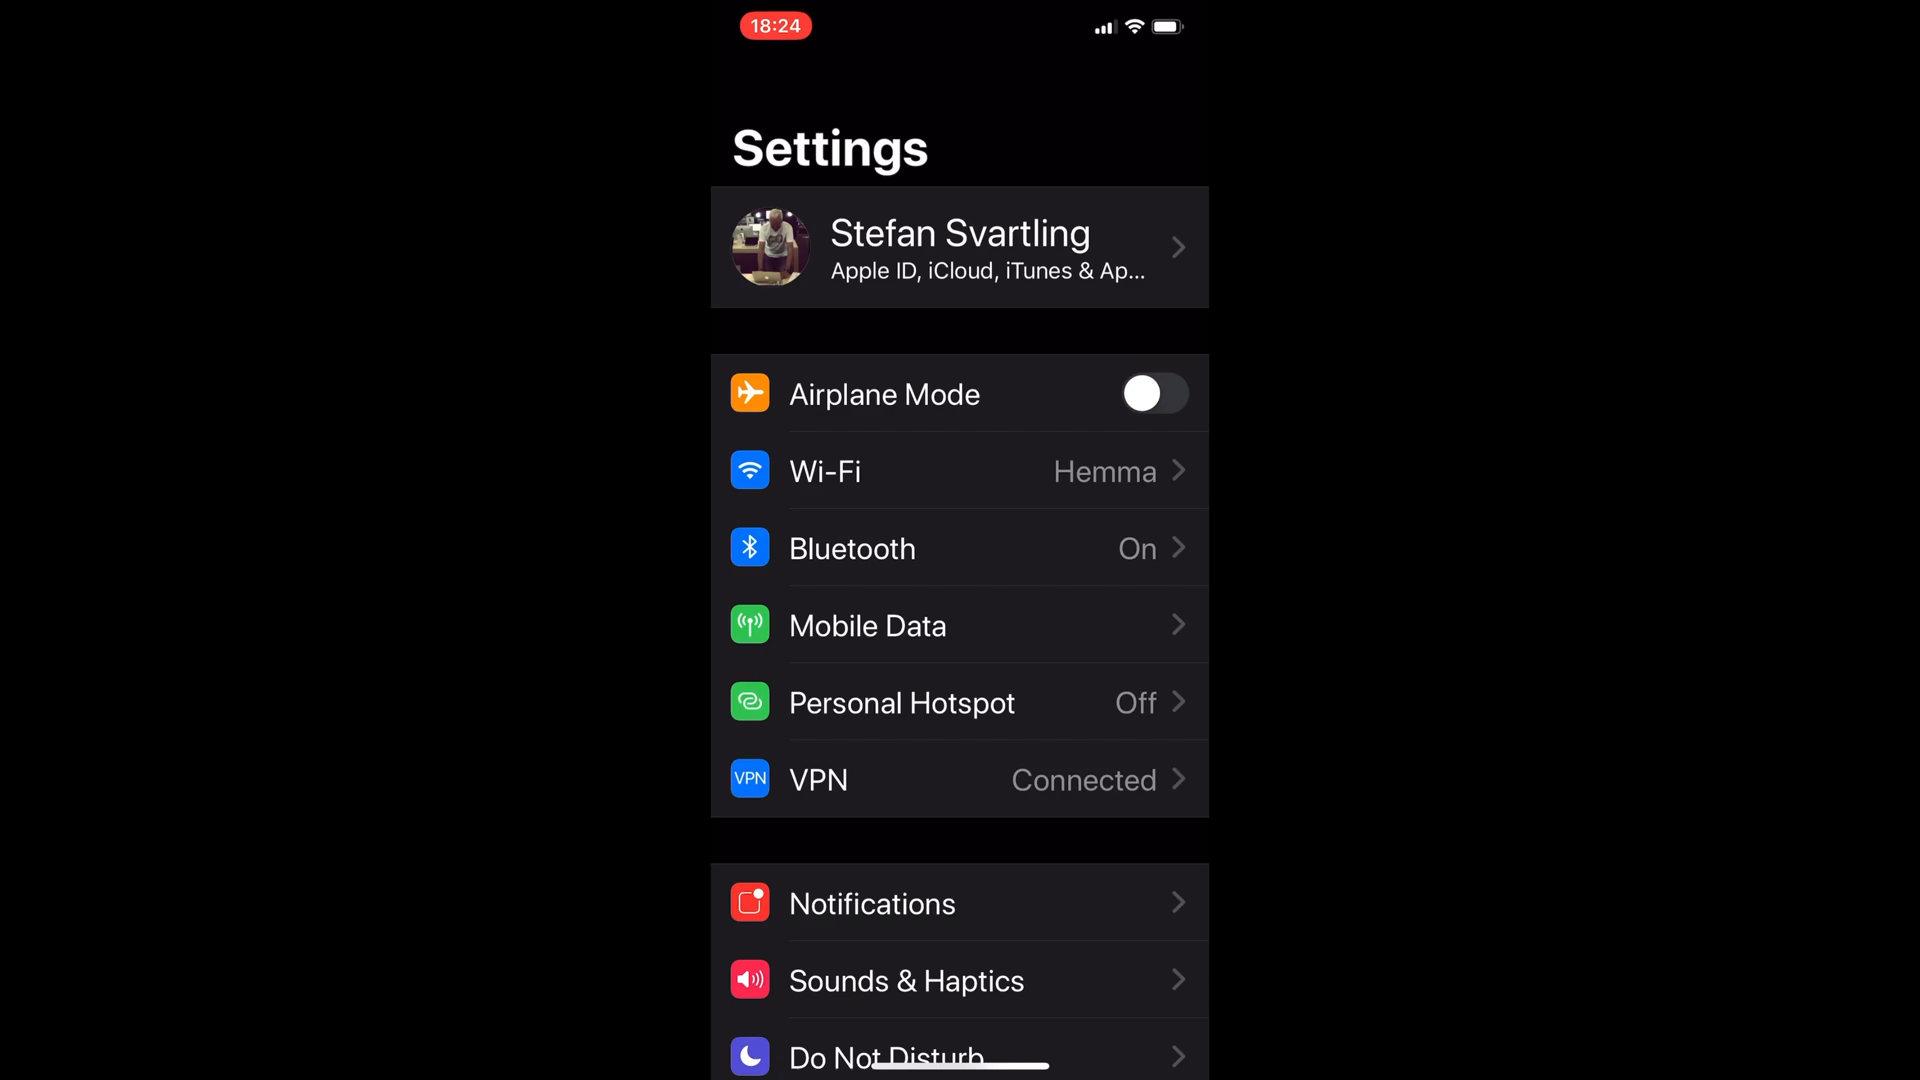 18:24
Settings
Stefan Svartling
Apple ID, iCloud, iTunes & Ap...
Airplane Mode
Wi-Fi Hemma
Bluetooth On
Mobile Data
Personal Hotspot Off
VPN VPN Connected
Notifications
Sounds & Haptics
Do Not Disturb